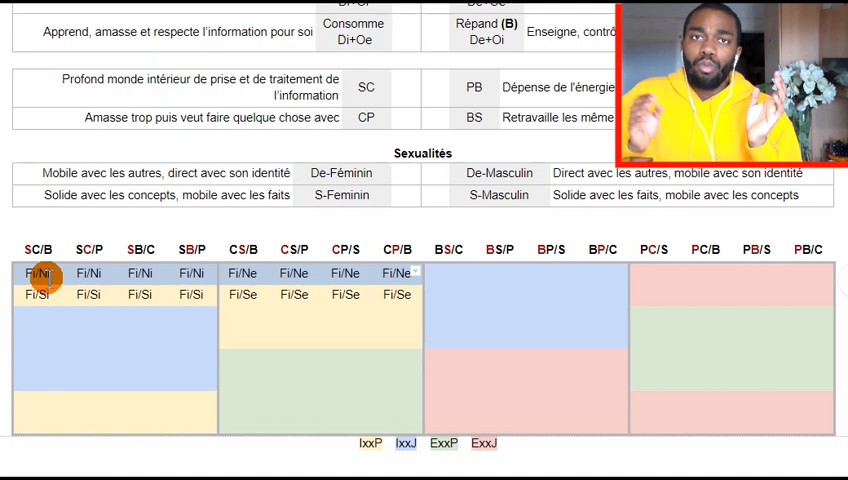 Consomme
Répand (B)
Apprend, amasse et respecte l'information pour soi
Di+Oe
De+Oi
Enseigne, contrô
Profond monde intérieur de prise et de traitement de
l'information
SC
PB
Dépense de l'énergie
Amasse trop puis veut faire quelque chose avec
CP
BS
Retravaille les même
Sexualités
Mobile avec les autres, direct avec son identité
De-Féminin
De-Masculin
Direct avec les autres, mobile avec son identité
Solide avec les concepts, mobile avec les faits
S-Feminin
S-Masculin
Solide avec les faits, mobile avec les concepts
SC/B SC/P SB/C SB/P CS/B CS/P CP/S CP/B BS/C BS/P BP/S BP/C PC/S PC/B PB/S PB/C
Fi/Ni Fi/Ni Fi/Ni Fi/Ni Fi/Ne Fi/Ne Fi/Ne Fi/Ne
Fi/Si Fi/Si Fi/Si Fi/Si Fi/Se Fi/Se Fi/Se Fi/Se
IxxP IxxJ ExxP ExxJ